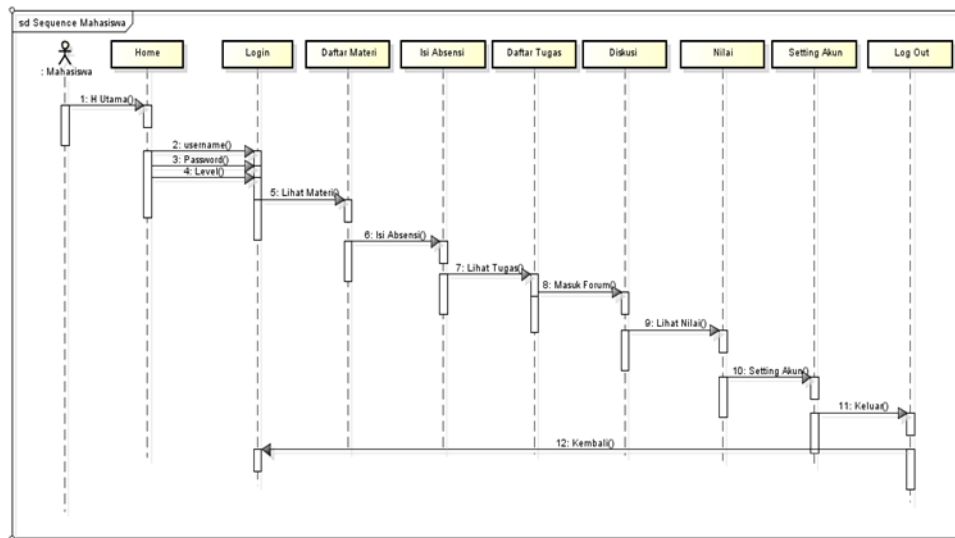 sd Sequence Mahasiswa
: Mahasiswa
Home
Login
Daftar Materi
Isi Absensi
Daftar Tugas
Diskusi
Nilai
Setting Akun
Log Out
1: H Utama()
2: username()
3: Password()
4: Level()
5: Lihat Materi()
6: Isi Absensi()
7: Lihat Tugas()
8: Masuk Forum()
9: Lihat Nilai()
10: Setting Akun()
11: Keluar()
12: Kembali()